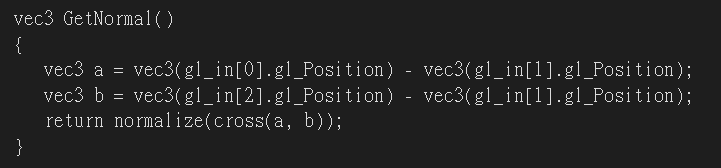 vec3 GetNormal()
{
   vec3 a = vec3(gl_in[0].gl_Position) - vec3(gl_in[1].gl_Position);
   vec3 b = vec3(gl_in[2].gl_Position) - vec3(gl_in[1].gl_Position);
   return normalize(cross(a, b));
}